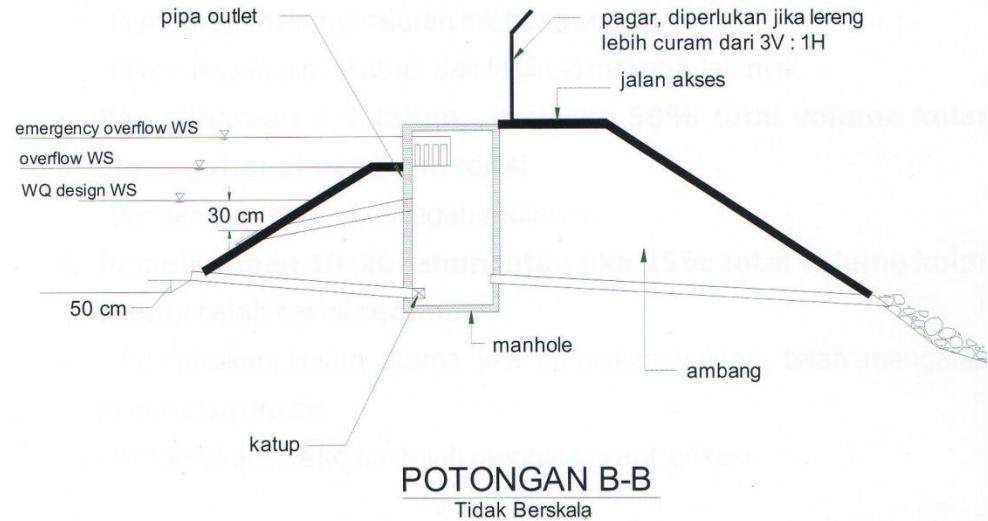 pipa outlet
pagar, diperlukan jika lereng
lebih curam dari 3V : 1H
jalan akses
emergency overflow WS
overflow WS
WQ design WS
30 cm
50 cm
manhole
ambang
katup
POTONGAN B-B
Tidak Berskala